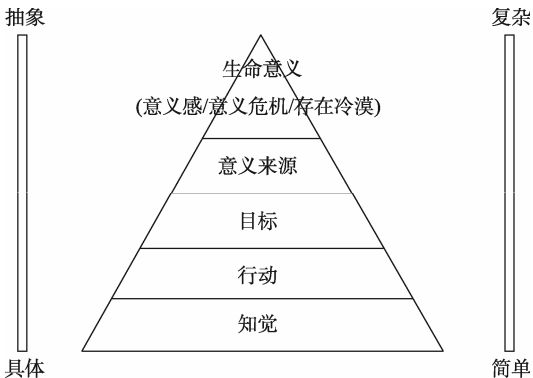 抽象
复杂
生命意义
(意义感/意义危机/存在冷漠)
意义来源
目标
行动
知觉
具体
简单